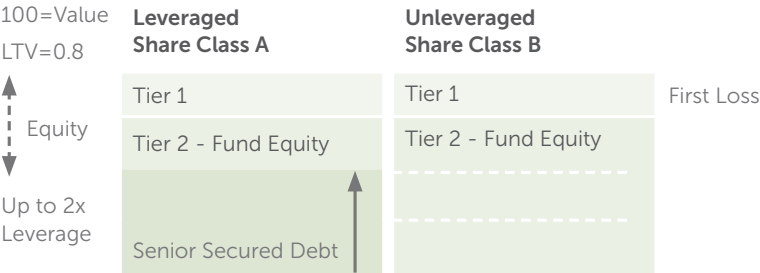 100=Value
LTV=0.8
Equity
Up to 2x
Leverage
Leveraged
Share Class A
Tier 1
Tier 2 - Fund Equity
Senior Secured Debt
Unleveraged
Share Class B
Tier 1
Tier 2 - Fund Equity
First Loss